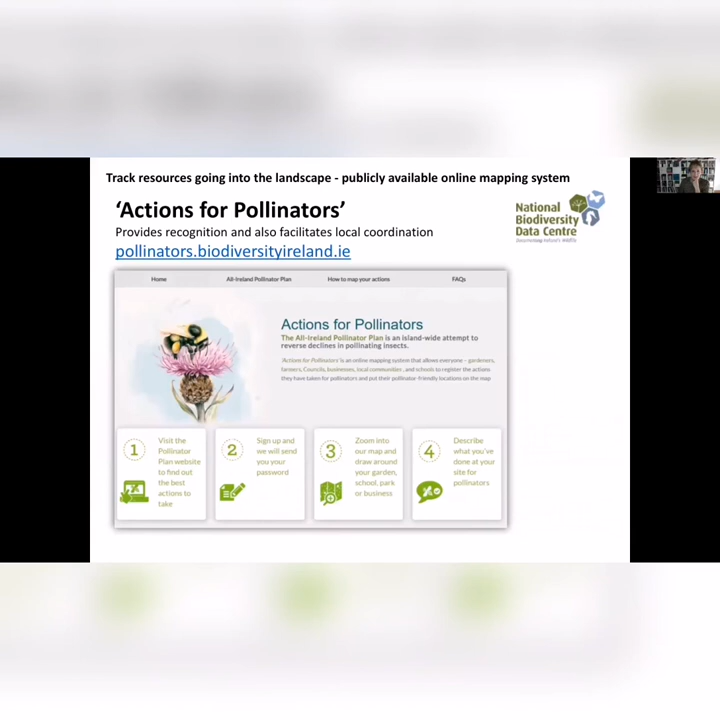 Track resources going into the landscape - publicly available online mapping system
‘Actions for Pollinators’
Provides recognition and also facilitates local coordination
pollinators.biodiversityireland.ie
National
Biodiversity
Data Centre
Documenting Ireland's Wildlife
Home
All-Ireland Pollinator Plan
How to map your actions
FAQs
Actions for Pollinators
The All-Ireland Pollinator Plan is an island-wide attempt to
reverse declines in pollinating insects.
'Actions for Pollinators' is an online mapping system that allows everyone – gardeners,
farmers, Councils, businesses, local communities , and schools to register the actions
they have taken for pollinators and put their pollinator-friendly locations on the map
1
Visit the
Pollinator
Plan website
to find out
the best
actions to
take
2
Sign up and
we will send
you your
password
3
Zoom into
our map and
draw around
your garden,
school, park
or business
4
Describe
what you've
done at your
site for
pollinators